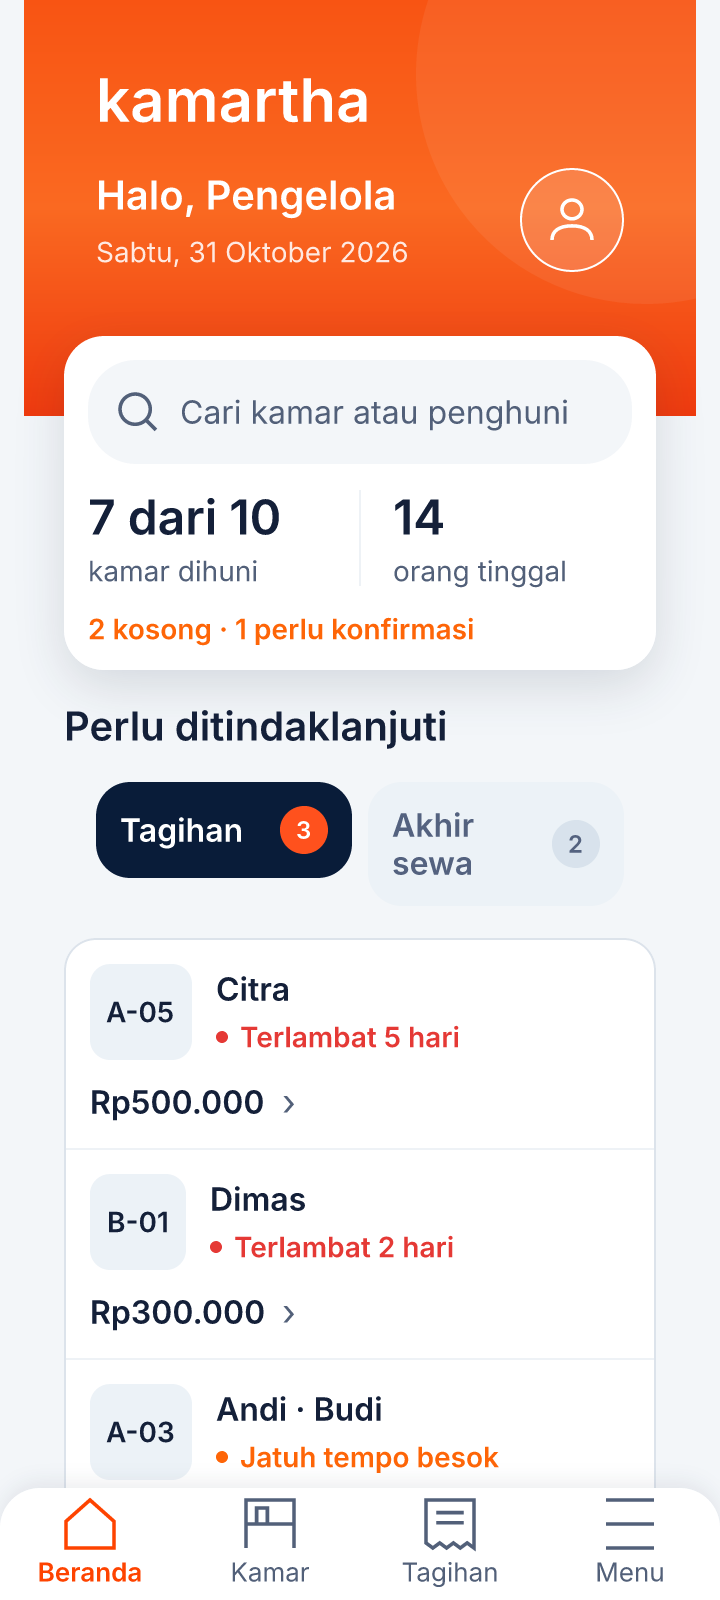 kamartha
Halo, Pengelola
Sabtu, 31 Oktober 2026
Cari kamar atau penghuni
7 dari 10
kamar dihuni
14
orang tinggal
2 kosong · 1 perlu konfirmasi
Perlu ditindaklanjuti
Tagihan 3
Akhir
sewa
2
A-05
Citra
Terlambat 5 hari
Rp500.000 ›
B-01
Dimas
Terlambat 2 hari
Rp300.000 ›
A-03
Andi · Budi
Jatuh tempo besok
Beranda
Kamar
Tagihan
Menu